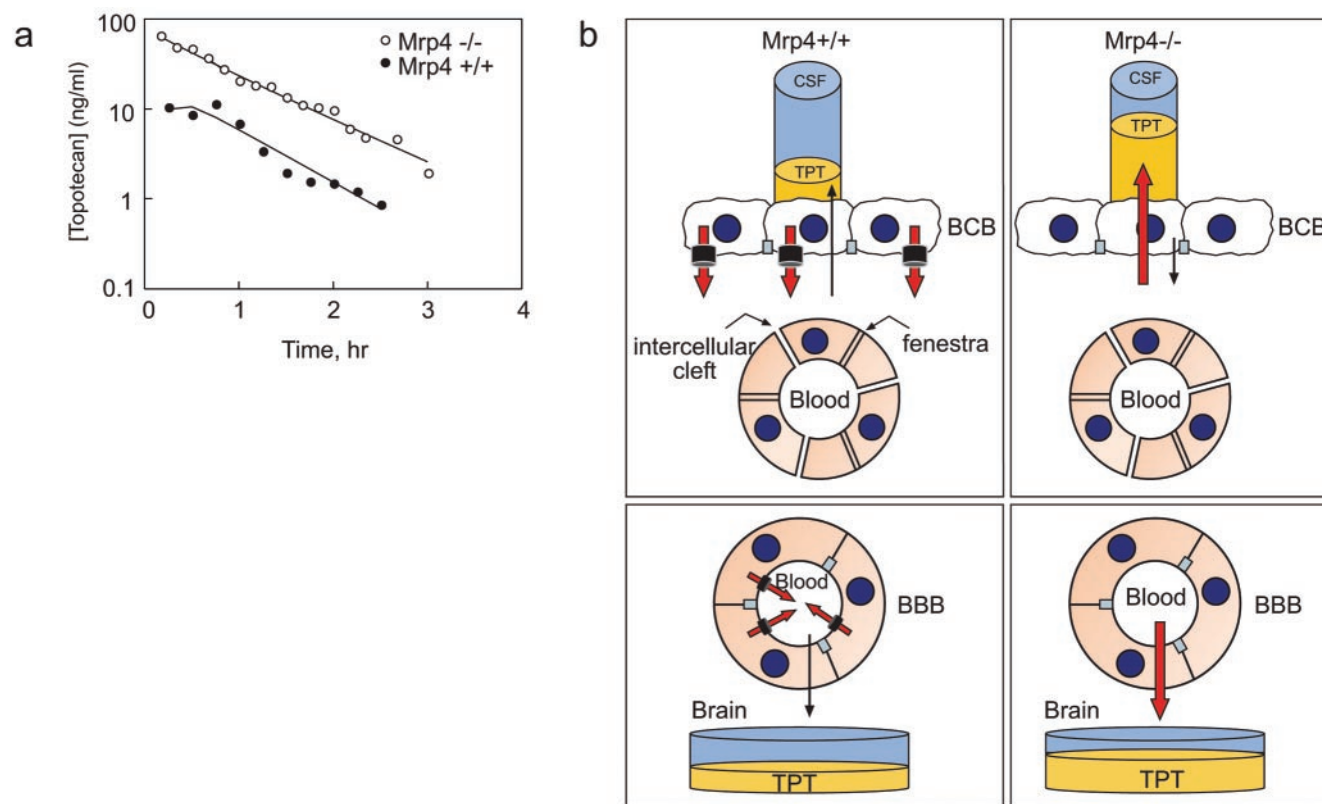 a
100
10
1
0.1
[Topotecan] (ng/ml)
Mrp4 -/-
Mrp4 +/+
0
1
2
3
4
Time, hr
b
Mrp4+/+
CSF
TPT
BCB
intercellular
cleft
fenestra
Blood
Mrp4-/-
CSF
TPT
BCB
Blood
Blood
BBB
Brain
TPT
Blood
BBB
Brain
TPT